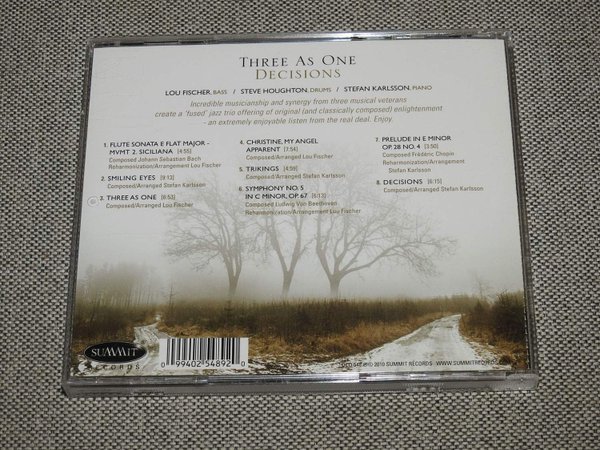 THREE AS ONE
DECISIONS
LOU FISCHER, BASS / STEVE HOUGHTON, DRUMS / STEFAN KARLSSON, PIANO
Incredible musicianship and synergy from three musical veterans
create a 'fused' jazz trio offering of original (and classically composed) enlightenment
- an extremely enjoyable listen from the real deal. Enjoy.
1. FLUTE SONATA E FLAT MAJOR -
MVMT 2. SICILIANA (4:55)
Composed Johann Sebastian Bach
Reharmonization/Arrangement Lou Fischer
2. SMILING EYES (9:13)
Composed/Arranged Stefan Karlsson
3. THREE AS ONE (8:53)
Composed/Arranged Lou Fischer
4. CHRISTINE, MY ANGEL
APPARENT (7:54)
Composed/Arranged Lou Fischer
5. TRIKINGS (4:59)
Composed/Arranged Stefan Karlsson
6. SYMPHONY NO. 5
IN C MINOR, OP. 67 (6:13)
Composed Ludwig Von Beethoven
Reharmonization/Arrangement Lou Fischer
7. PRELUDE IN E MINOR
OP. 28 NO. 4 (3:50)
Composed Frédéric Chopin
Reharmonization/Arrangement
Stefan Karlsson
8. DECISIONS (6:15)
Composed/Arranged Stefan Karlsson
SUMMIT
RECORDS
0 99402 54892 0
2010 SUMMIT RECORDS